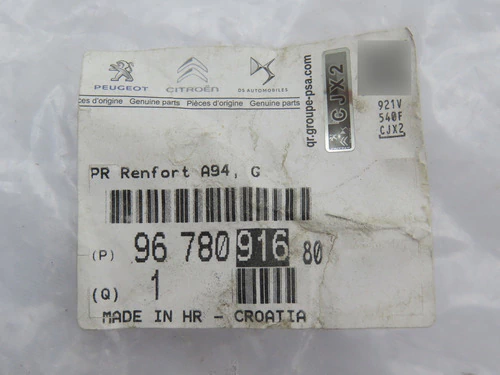 PEUGEOT CITROËN DS AUTOMOBILES
Pièces d'origine Genuine parts Pièces d'origine Genuine parts
qr.groupe-psa.com
CJX2
921V
540F
CJX2
PR Renfort A94, G
(P) 96 780 916 80
(Q) 1
MADE IN HR - CROATIA